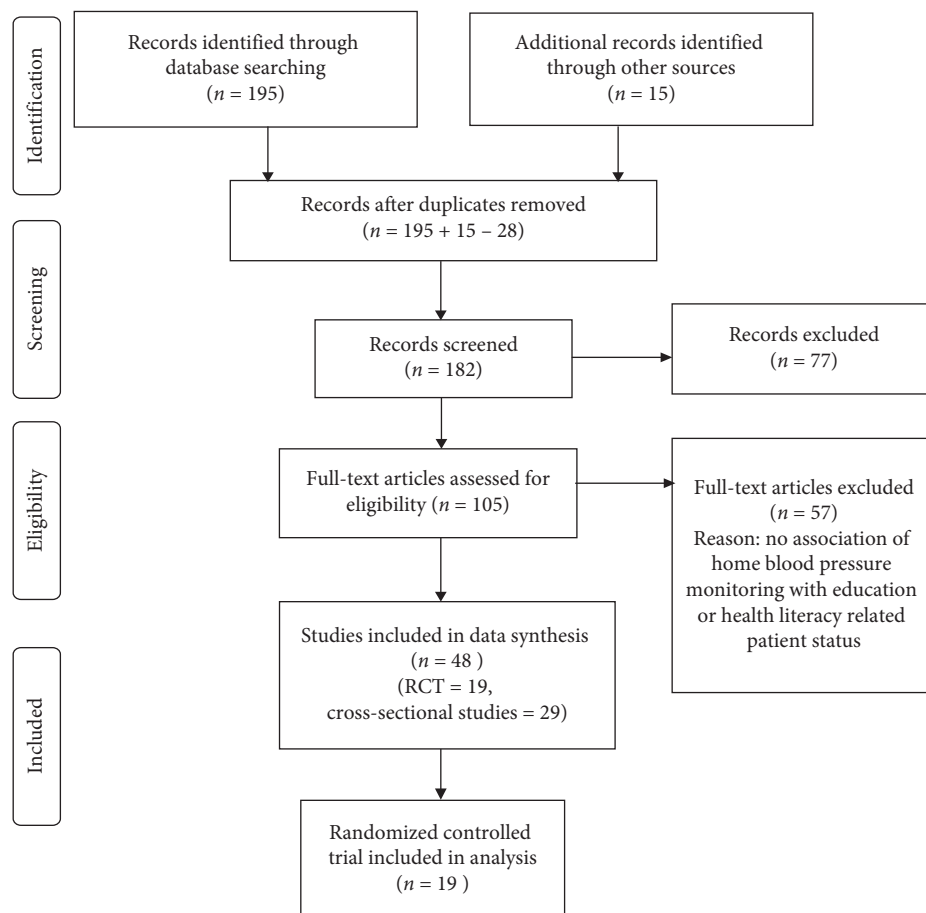 Identification
Records identified through
database searching
(n = 195)
Additional records identified
through other sources
(n = 15)
Records after duplicates removed
(n = 195 + 15 – 28)
Screening
Records screened
(n = 182)
Records excluded
(n = 77)
Eligibility
Full-text articles assessed for
eligibility (n = 105)
Full-text articles excluded
(n = 57)
Reason: no association of
home blood pressure
monitoring with education
or health literacy related
patient status
Included
Studies included in data synthesis
(n = 48 )
(RCT = 19,
cross-sectional studies = 29)
Randomized controlled
trial included in analysis
(n = 19 )